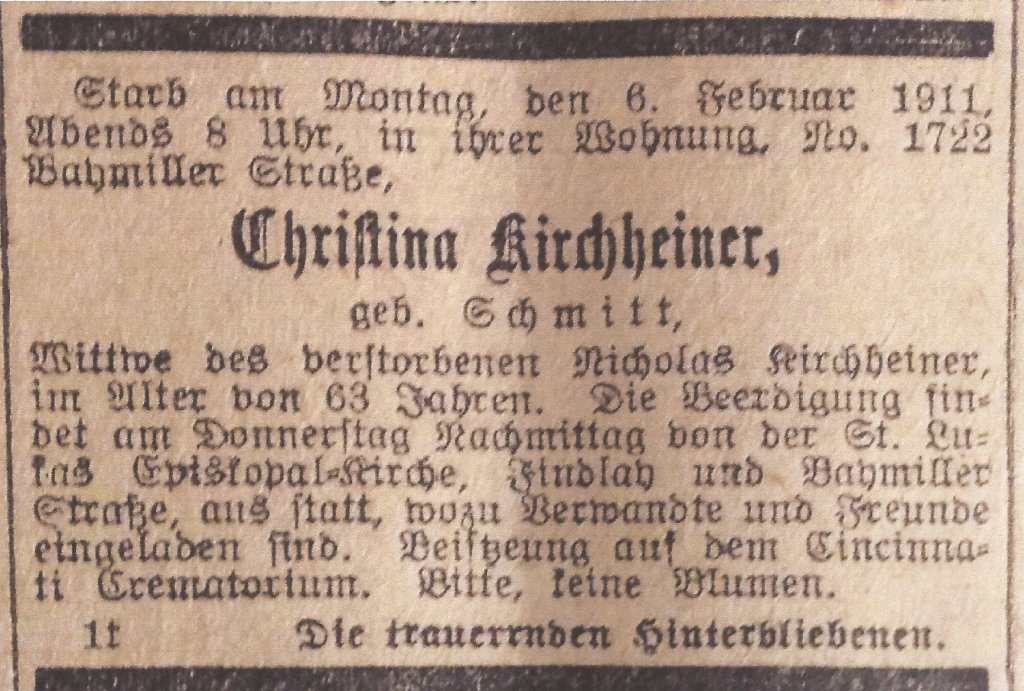 Starb am Montag, den 6. Februar 1911,
Abends 8 Uhr, in ihrer Wohnung, No. 1722
Baymiller Straße,
Christina Kirchheiner,
geb. Schmitt,
Wittwe des verstorbenen Nicholas Kirchheiner,
im Alter von 63 Jahren. Die Beerdigung fin-
det am Donnerstag Nachmittag von der St. Lu-
kas Episkopal-Kirche, Findlay und Baymiller
Straße, aus statt, wozu Verwandte und Freunde
eingeladen sind. Beistzeung auf dem Cincinna-
ti Crematorium. Bitte, keine Blumen.
1t Die trauerrnden Hinterbliebenen.